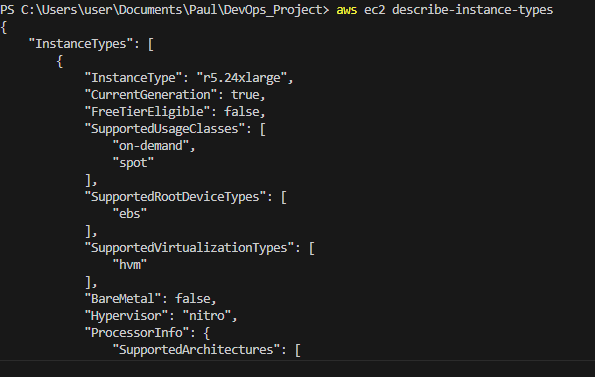 PS C:\Users\user\Documents\Paul\DevOps_Project> aws ec2 describe-instance-types
{
    "InstanceTypes": [
        {
            "InstanceType": "r5.24xlarge",
            "CurrentGeneration": true,
            "FreeTierEligible": false,
            "SupportedUsageClasses": [
                "on-demand",
                "spot"
            ],
            "SupportedRootDeviceTypes": [
                "ebs"
            ],
            "SupportedVirtualizationTypes": [
                "hvm"
            ],
            "BareMetal": false,
            "Hypervisor": "nitro",
            "ProcessorInfo": {
                "SupportedArchitectures": [